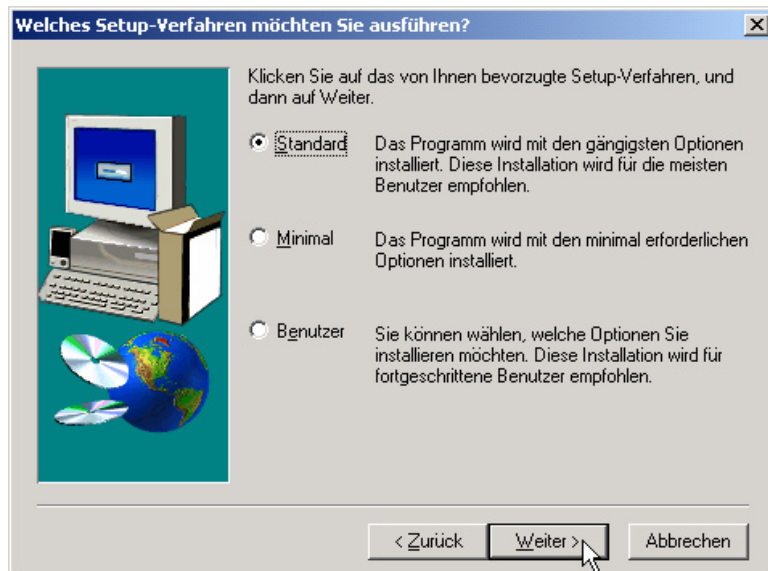 Welches Setup-Verfahren möchten Sie ausführen?
Klicken Sie auf das von Ihnen bevorzugte Setup-Verfahren, und
dann auf Weiter.
Standard
Das Programm wird mit den gängigsten Optionen
installiert. Diese Installation wird für die meisten
Benutzer empfohlen.
Minimal
Das Programm wird mit den minimal erforderlichen
Optionen installiert.
Benutzer
Sie können wählen, welche Optionen Sie
installieren möchten. Diese Installation wird für
fortgeschrittene Benutzer empfohlen.
< Zurück
Weiter >
Abbrechen